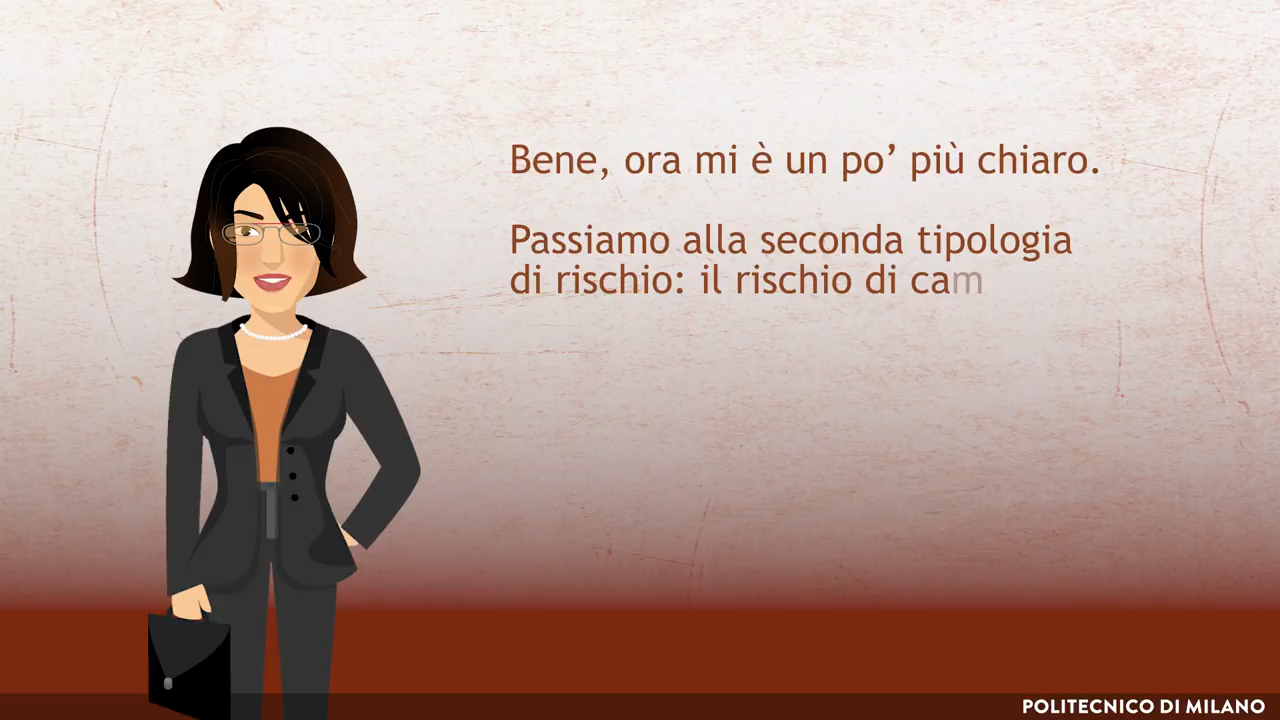 Bene, ora mi è un po’ più chiaro.
Passiamo alla seconda tipologia
di rischio: il rischio di cam
POLITECNICO DI MILANO